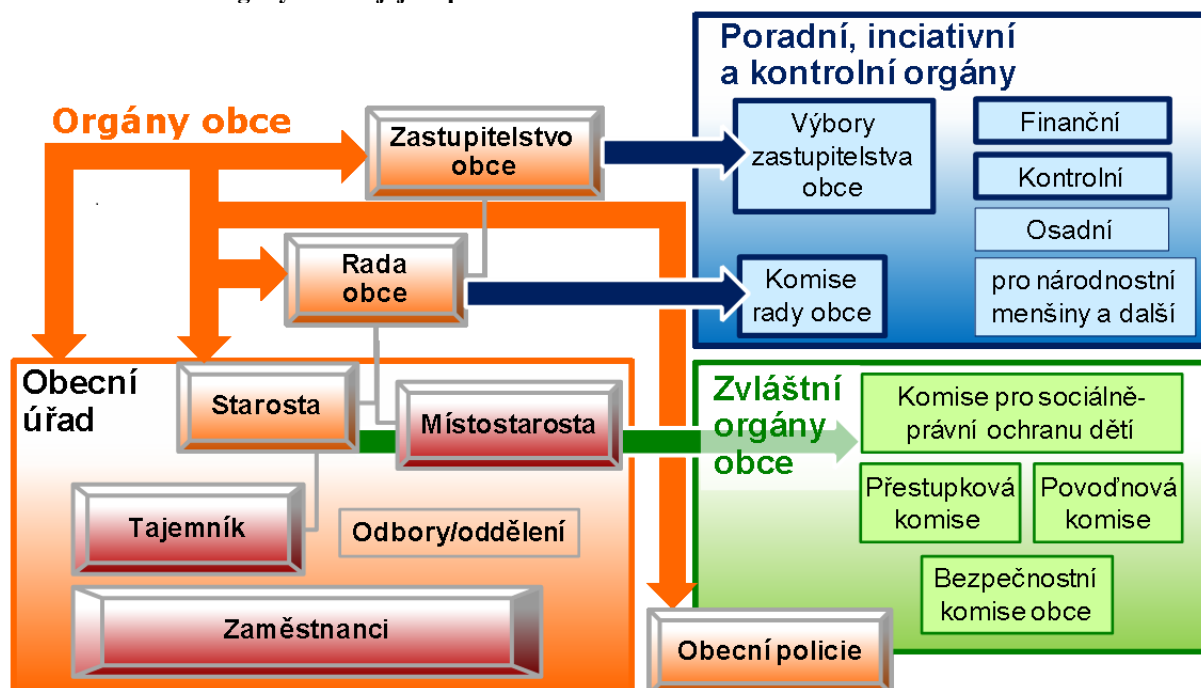 Poradní, inciativní
a kontrolní orgány
Orgány obce
Zastupitelstvo
obce
Výbory
zastupitelstva
obce
Finanční
Kontrolní
Osadní
pro národnostní
menšiny a další
Rada
obce
Komise
rady obce
Obecní
úřad
Starosta
Místostarosta
Tajemník
Odbory/oddělení
Zaměstnanci
Zvláštní
orgány
obce
Komise pro sociálně-
právní ochranu dětí
Přestupková
komise
Povoďnová
komise
Bezpečnostní
komise obce
Obecní policie